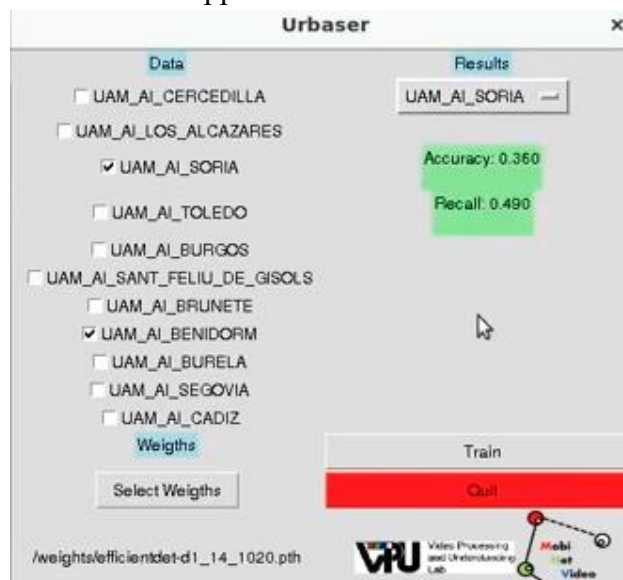 Urbaser
Data
Results
UAM_AI_CERCEDILLA
UAM_AI_SORIA
UAM_AI_LOS_ALCAZARES
UAM_AI_SORIA
Accuracy: 0.360
Recall: 0.490
UAM_AI_TOLEDO
UAM_AI_BURGOS
UAM_AI_SANT_FELIU_DE_GISOLS
UAM_AI_BRUNETE
UAM_AI_BENIDORM
UAM_AI_BURELA
UAM_AI_SEGOVIA
UAM_AI_CADIZ
Weigths
Train
Select Weigths
Quit
/weights/efficientdet-d1_14_1020.pth
VPU
Video Processing
and Understanding
Lab
Mobi
Net
Video